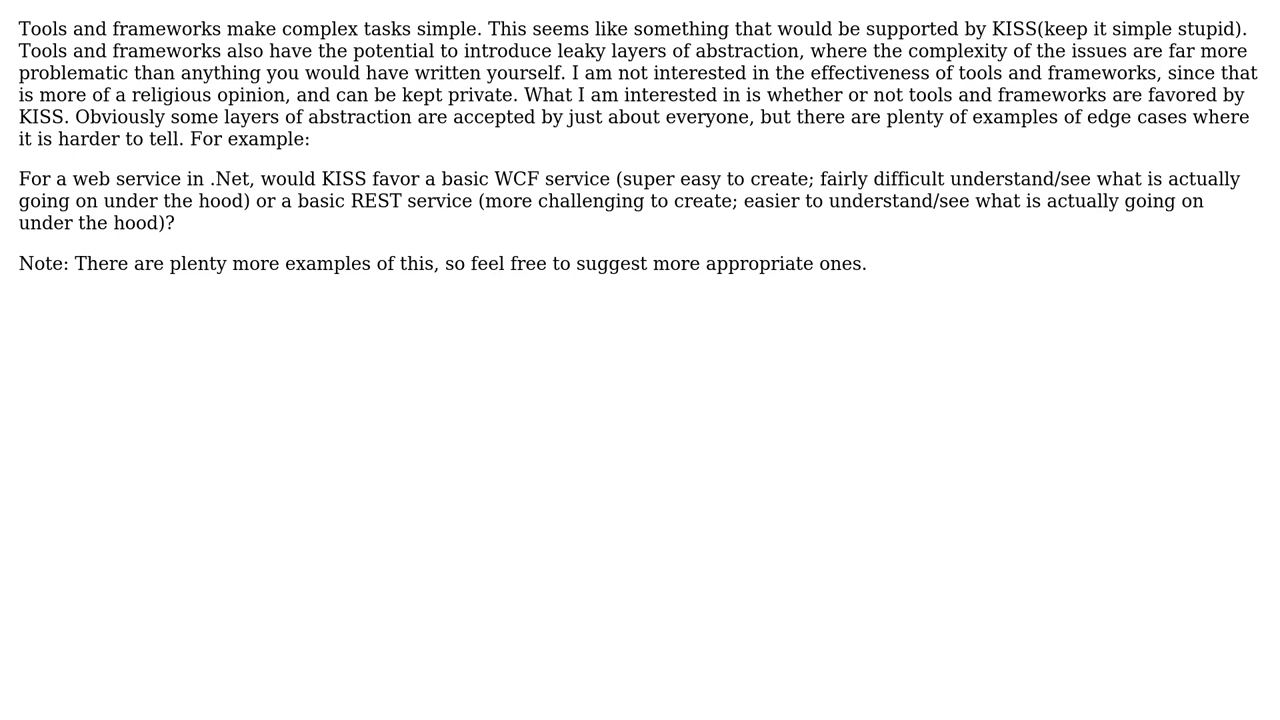 Tools and frameworks make complex tasks simple. This seems like something that would be supported by KISS(keep it simple stupid).
Tools and frameworks also have the potential to introduce leaky layers of abstraction, where the complexity of the issues are far more
problematic than anything you would have written yourself. I am not interested in the effectiveness of tools and frameworks, since that
is more of a religious opinion, and can be kept private. What I am interested in is whether or not tools and frameworks are favored by
KISS. Obviously some layers of abstraction are accepted by just about everyone, but there are plenty of examples of edge cases where
it is harder to tell. For example:
For a web service in .Net, would KISS favor a basic WCF service (super easy to create; fairly difficult understand/see what is actually
going on under the hood) or a basic REST service (more challenging to create; easier to understand/see what is actually going on
under the hood)?
Note: There are plenty more examples of this, so feel free to suggest more appropriate ones.